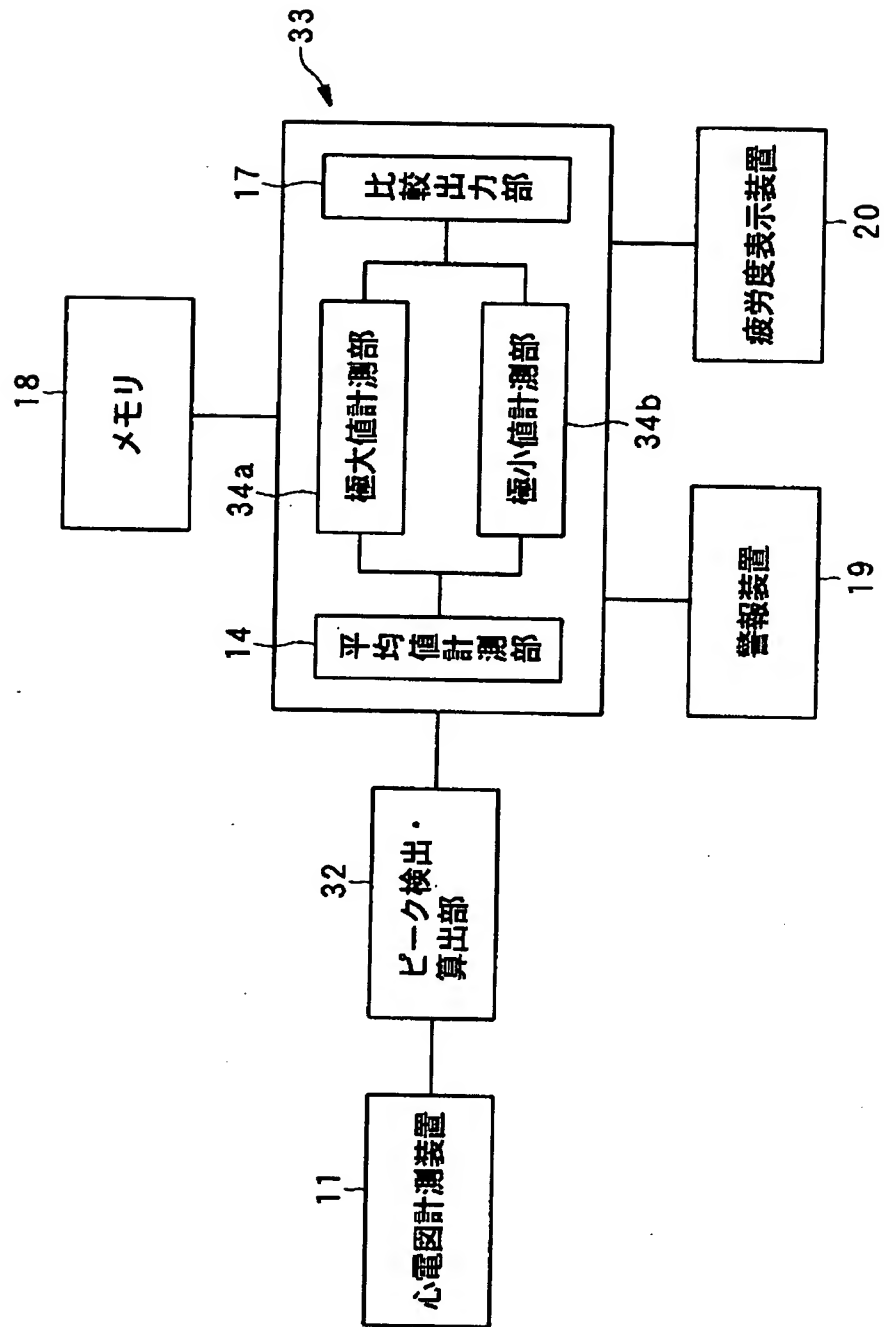 11
心電図計測装置
32
ピーク検出・
算出部
33
14
平均値計測部
34a
極大値計測部
極小値計測部
34b
17
比較出力部
18
メモリ
警報装置
19
疲労度表示装置
20